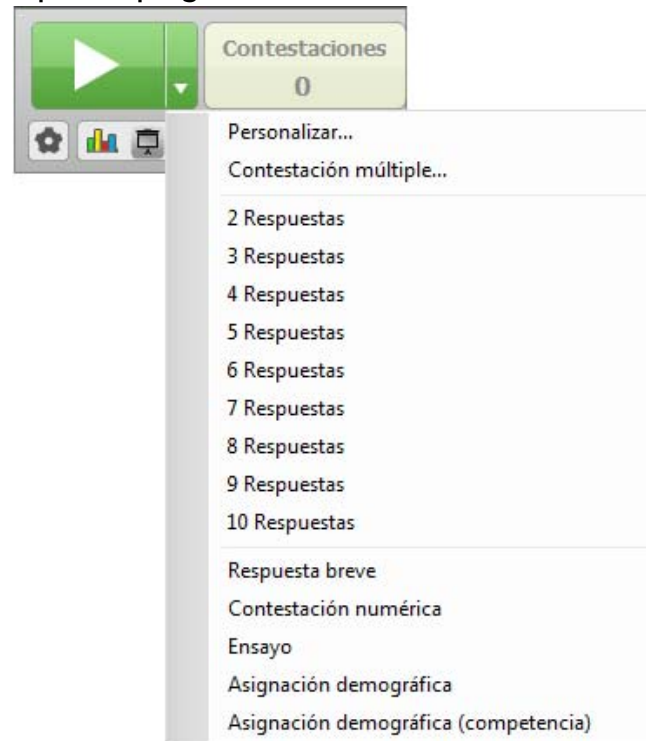 Contestaciones
0
Personalizar...
Contestación múltiple...
2 Respuestas
3 Respuestas
4 Respuestas
5 Respuestas
6 Respuestas
7 Respuestas
8 Respuestas
9 Respuestas
10 Respuestas
Respuesta breve
Contestación numérica
Ensayo
Asignación demográfica
Asignación demográfica (competencia)